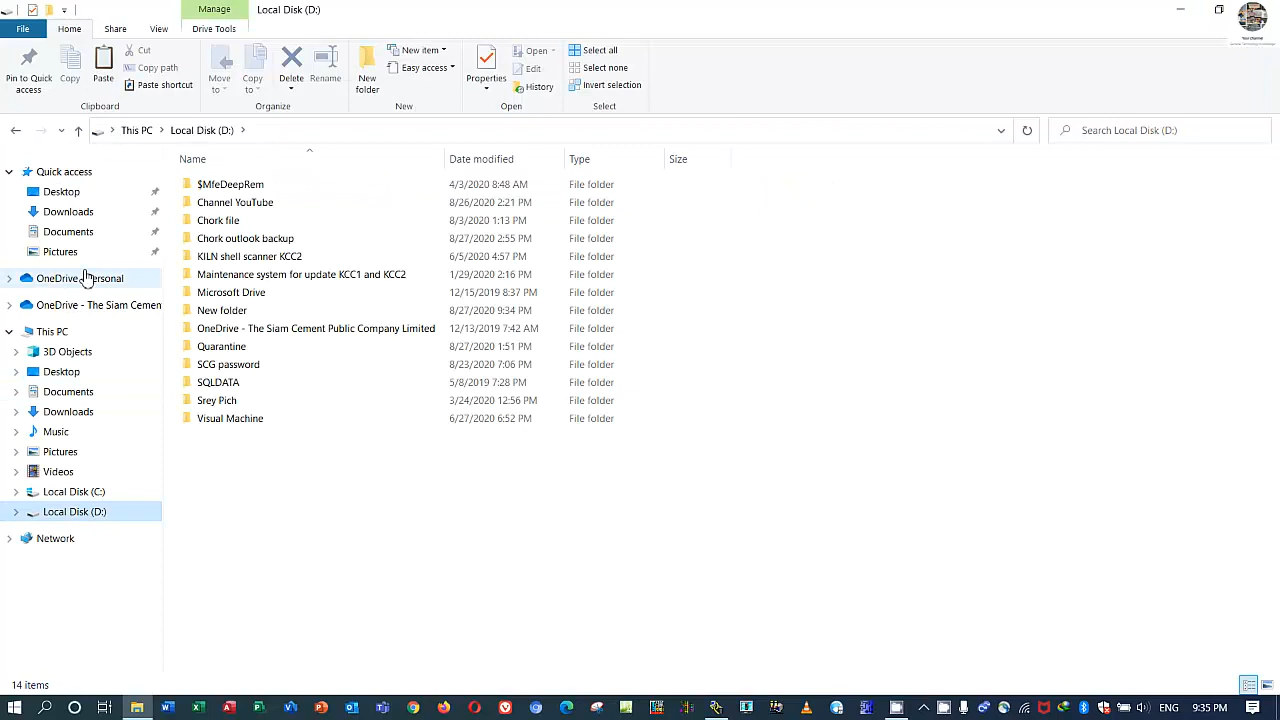 Manage Local Disk (D:)
File Home Share View Drive Tools
Pin to Quick access
Copy
Paste
Cut
Copy path
Paste shortcut
Clipboard
Move to
Copy to
Delete
Rename
Organize
New folder
New item
Easy access
New
Properties
Open
Edit
History
Open
Select all
Select none
Invert selection
Select
This PC Local Disk (D:)
Search Local Disk (D:)
Quick access
Desktop
Downloads
Documents
Pictures
OneDrive - Personal
OneDrive - The Siam Cemen
This PC
3D Objects
Desktop
Documents
Downloads
Music
Pictures
Videos
Local Disk (C:)
Local Disk (D:)
Network
Name Date modified Type Size
$MfeDeepRem 4/3/2020 8:48 AM File folder
Channel YouTube 8/26/2020 2:21 PM File folder
Chork file 8/3/2020 1:13 PM File folder
Chork outlook backup 8/27/2020 2:55 PM File folder
KILN shell scanner KCC2 6/5/2020 4:57 PM File folder
Maintenance system for update KCC1 and KCC2 1/29/2020 2:16 PM File folder
Microsoft Drive 12/15/2019 8:37 PM File folder
New folder 8/27/2020 9:34 PM File folder
OneDrive - The Siam Cement Public Company Limited 12/13/2019 7:42 AM File folder
Quarantine 8/27/2020 1:51 PM File folder
SCG password 8/23/2020 7:06 PM File folder
SQLDATA 5/8/2019 7:28 PM File folder
Srey Pich 3/24/2020 12:56 PM File folder
Visual Machine 6/27/2020 6:52 PM File folder
14 items
ENG 9:35 PM